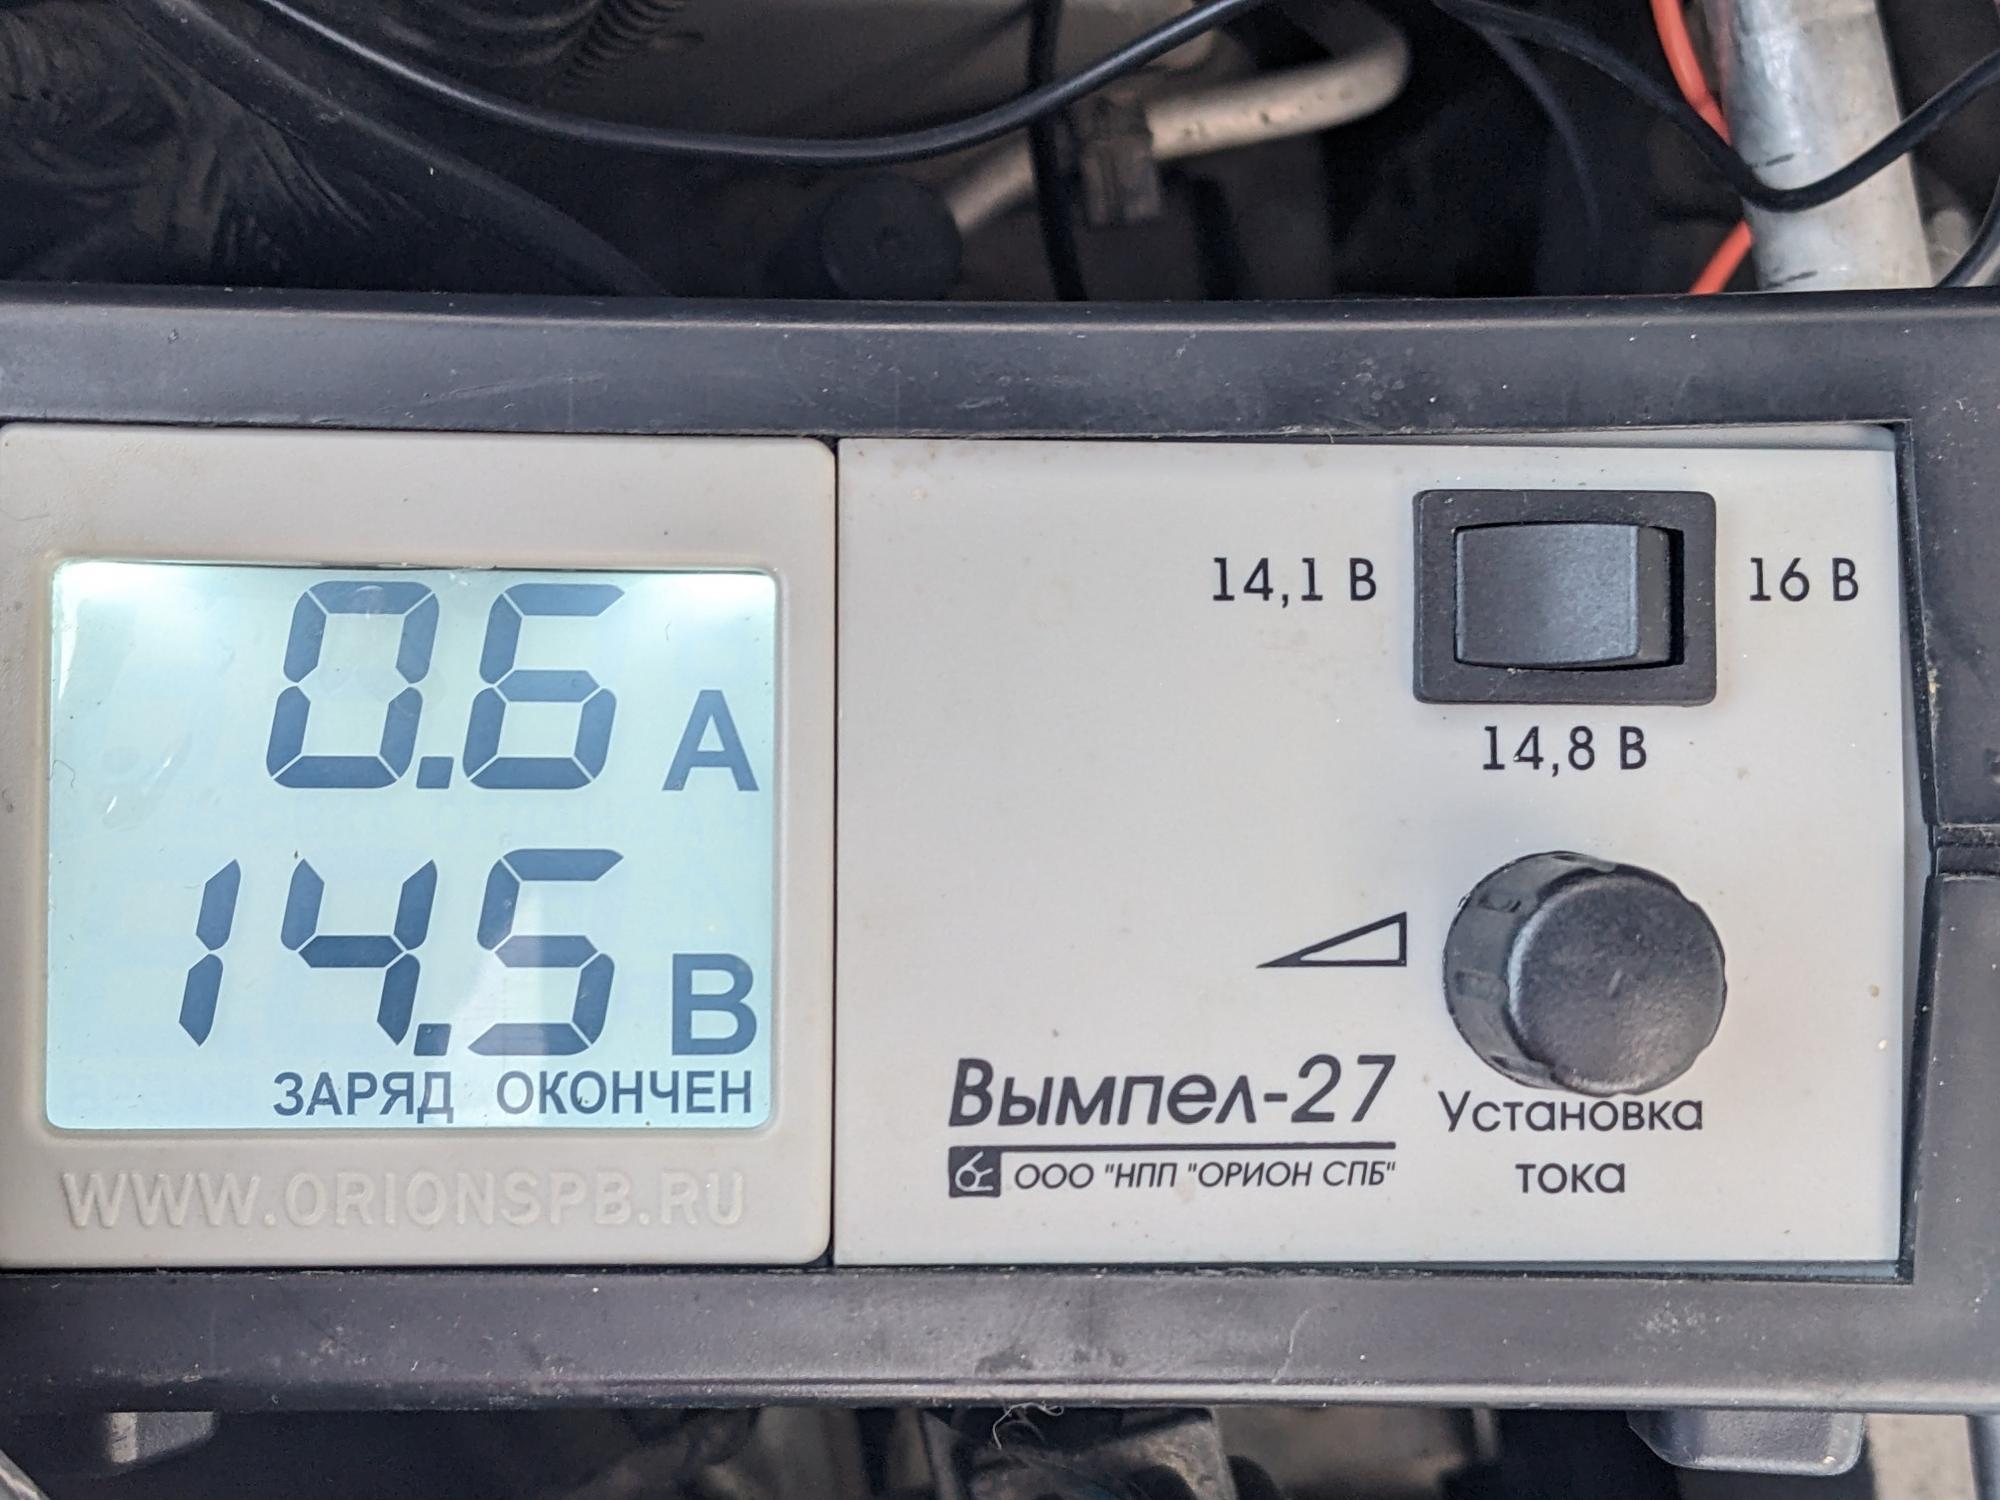 0.6 А
14.5 В
ЗАРЯД ОКОНЧЕН
WWW.ORIONSPB.RU
14,1 В
16 В
14,8 В
Вымпел-27
ООО "НПП "ОРИОН СПБ"
Установка
тока